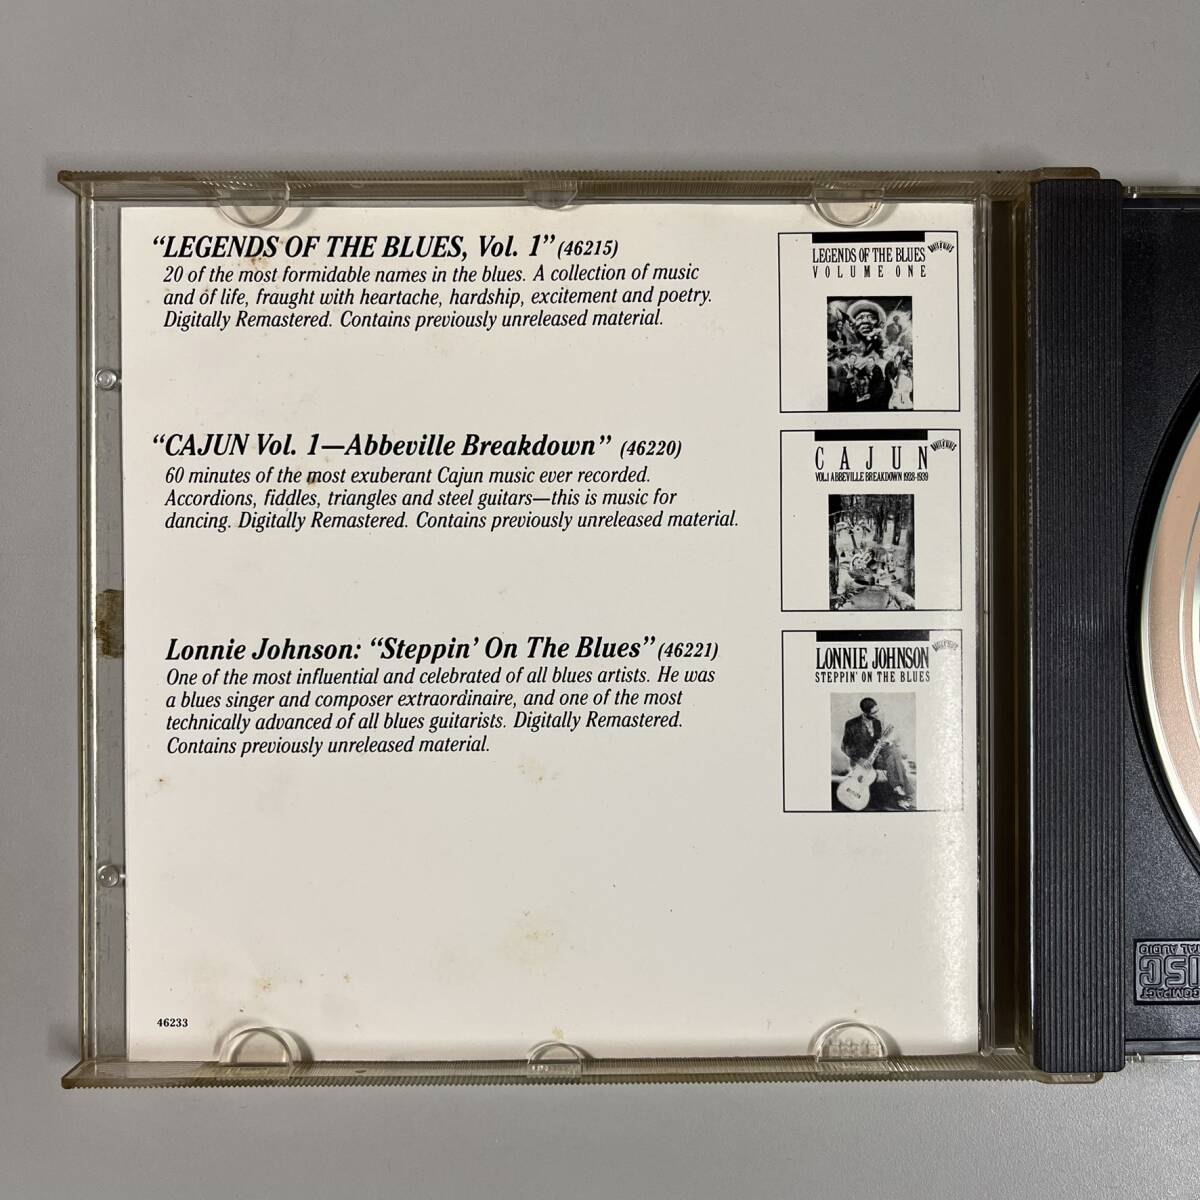 “LEGENDS OF THE BLUES, Vol. 1” (46215)
20 of the most formidable names in the blues. A collection of music
and of life, fraught with heartache, hardship, excitement and poetry.
Digitally Remastered. Contains previously unreleased material.
LEGENDS OF THE BLUES
VOLUME ONE
“CAJUN Vol. 1—Abbeville Breakdown” (46220)
60 minutes of the most exuberant Cajun music ever recorded.
Accordions, fiddles, triangles and steel guitars—this is music for
dancing. Digitally Remastered. Contains previously unreleased material.
CAJUN
VOL.1 ABBEVILLE BREAKDOWN 1928-1939
Lonnie Johnson: “Steppin’ On The Blues” (46221)
One of the most influential and celebrated of all blues artists. He was
a blues singer and composer extraordinaire, and one of the most
technically advanced of all blues guitarists. Digitally Remastered.
Contains previously unreleased material.
LONNIE JOHNSON
STEPPIN' ON THE BLUES
46233
COMPACT